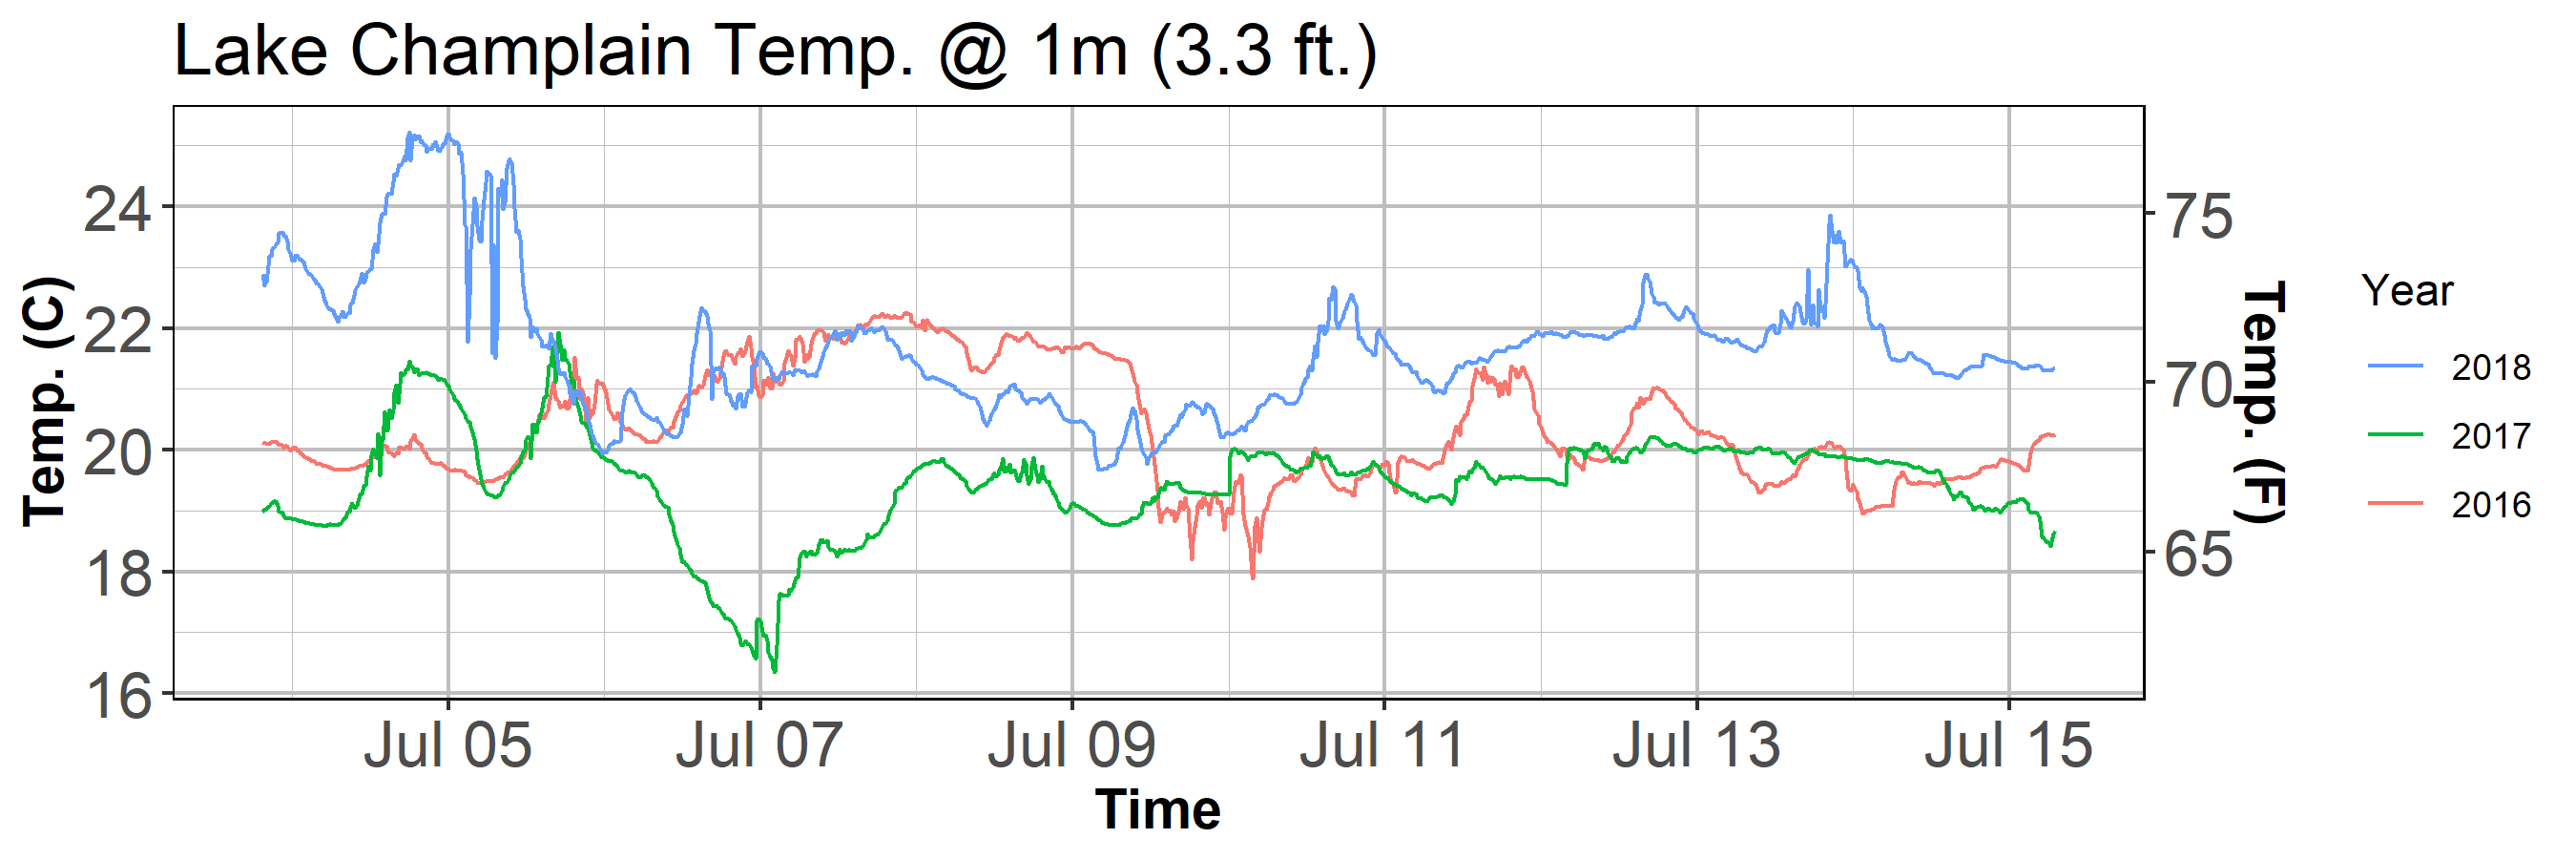 Lake Champlain Temp. @ 1m (3.3 ft.)
Temp. (C)
24
22
20
18
16
75
70
65
Temp. (F)
Jul 05
Jul 07
Jul 09
Jul 11
Jul 13
Jul 15
Time
Year
2018
2017
2016